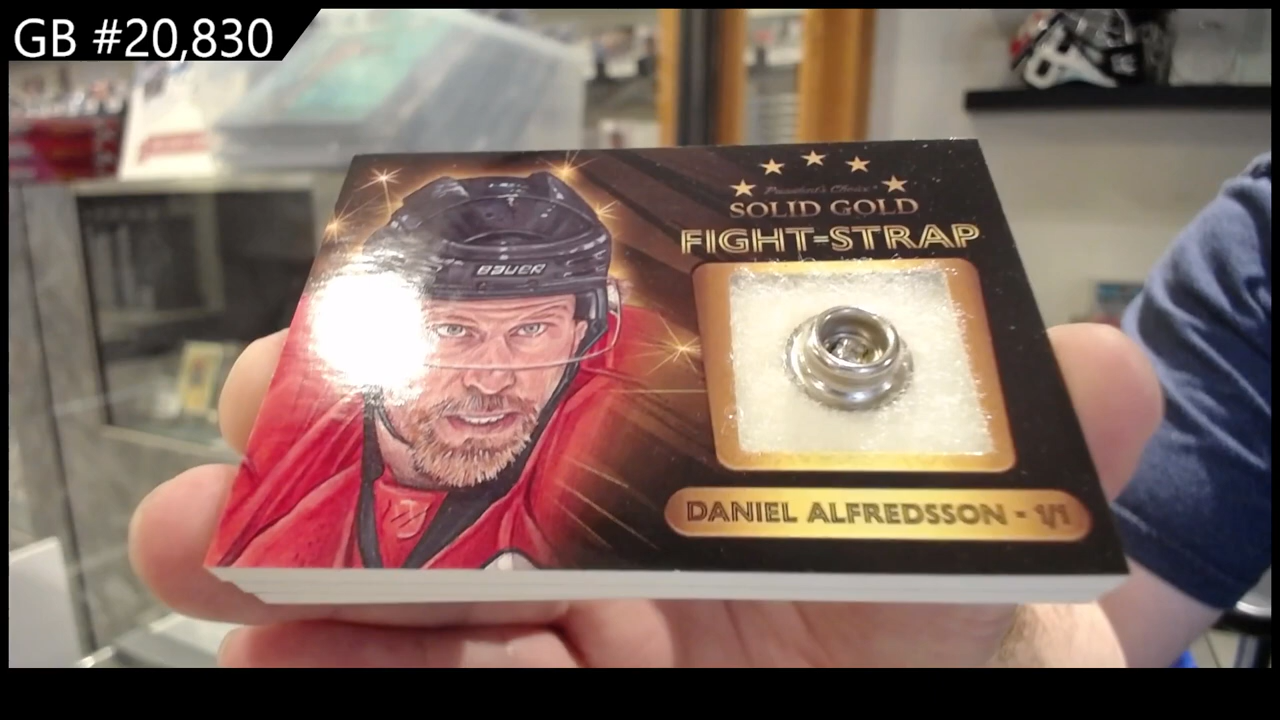 GB #20,830
President's Choice
SOLID GOLD
FIGHT-STRAP
BAUER
DANIEL ALFREDSSON - 1/1